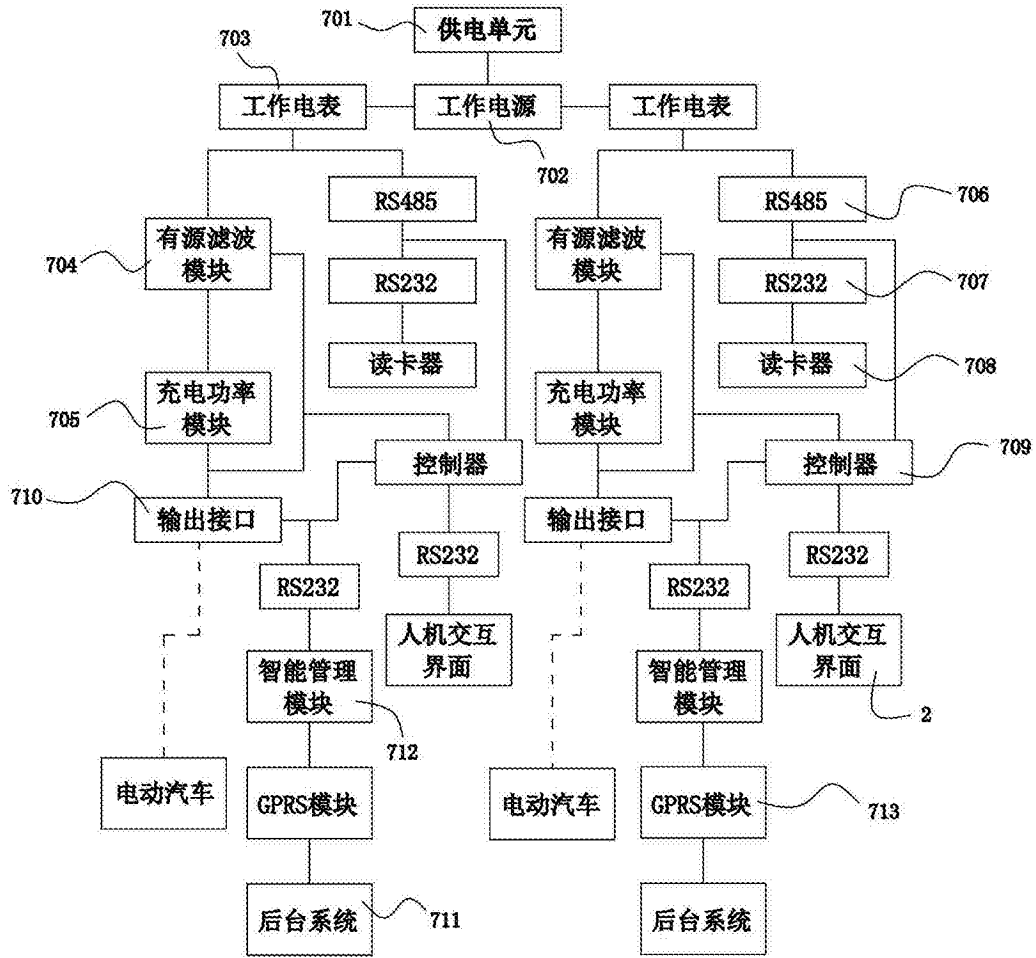 701
供电单元
703
工作电表
工作电源
工作电表
702
RS485
RS485
706
704
有源滤波
模块
有源滤波
模块
RS232
RS232
707
读卡器
读卡器
708
705
充电功率
模块
充电功率
模块
控制器
控制器
709
710
输出接口
输出接口
RS232
RS232
RS232
RS232
人机交互
界面
人机交互
界面
智能管理
模块
智能管理
模块
2
712
电动汽车
GPRS模块
电动汽车
GPRS模块
713
后台系统
711
后台系统